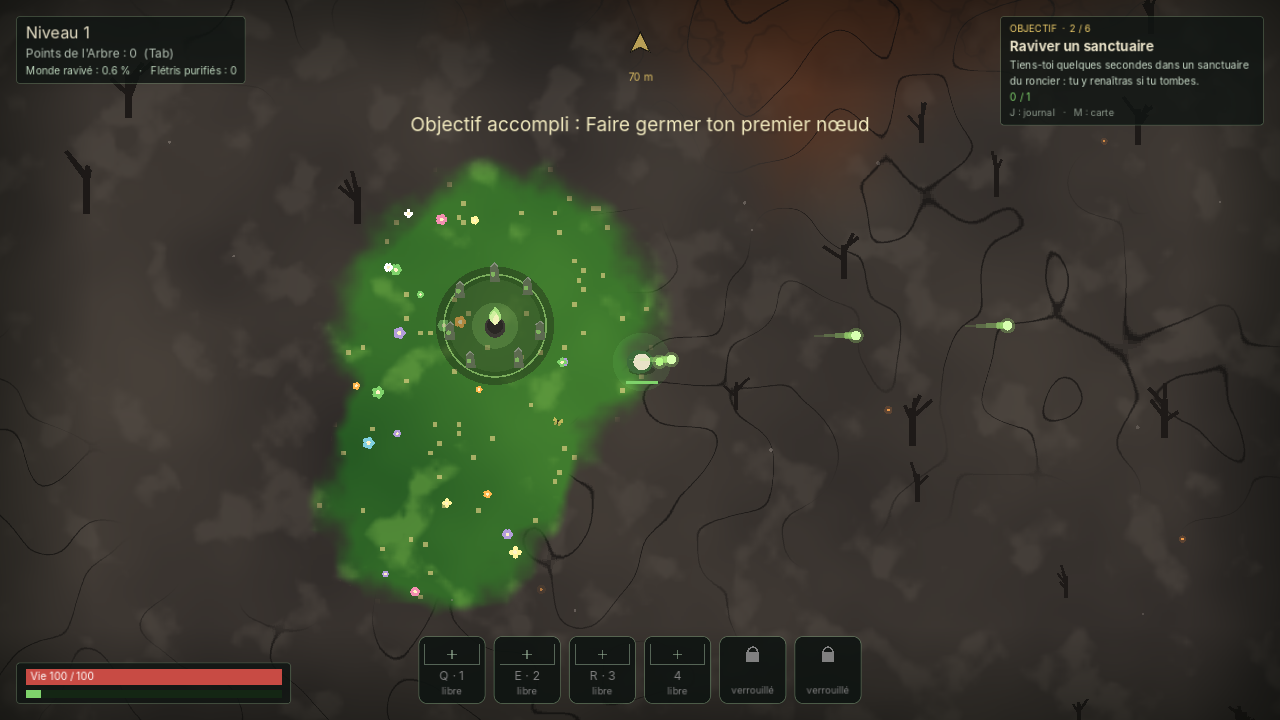 Niveau 1
Points de l'Arbre : 0 (Tab)
Monde ravivé : 0.6 % · Flétris purifiés : 0
70 m
OBJECTIF · 2 / 6
Raviver un sanctuaire
Tiens-toi quelques secondes dans un sanctuaire
du roncier : tu y renaîtras si tu tombes.
0 / 1
J : journal · M : carte
Objectif accompli : Faire germer ton premier nœud
Vie 100 / 100
Q · 1
libre
E · 2
libre
R · 3
libre
4
libre
verrouillé
verrouillé